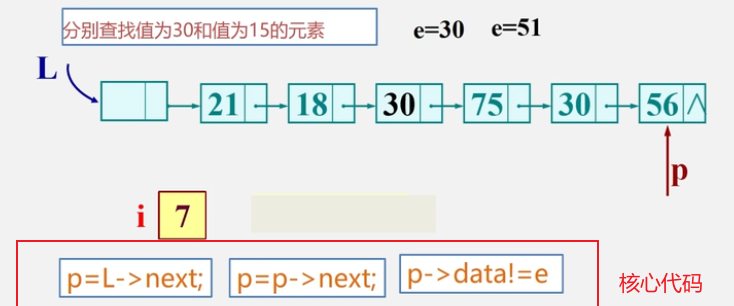 分别查找值为30和值为15的元素 e=30 e=51
L
21 18 30 75 30 56 ∧
p
i 7
p=L->next; p=p->next; p->data!=e 核心代码